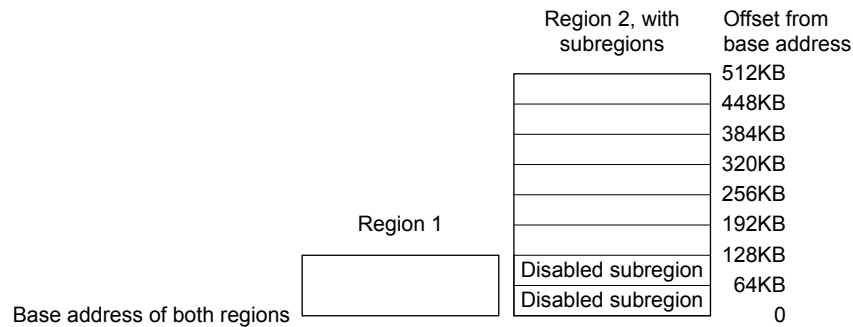 Region 2, with
subregions
Offset from
base address
512KB
448KB
384KB
320KB
256KB
Region 1
192KB
128KB
Disabled subregion
64KB
Disabled subregion
Base address of both regions
0